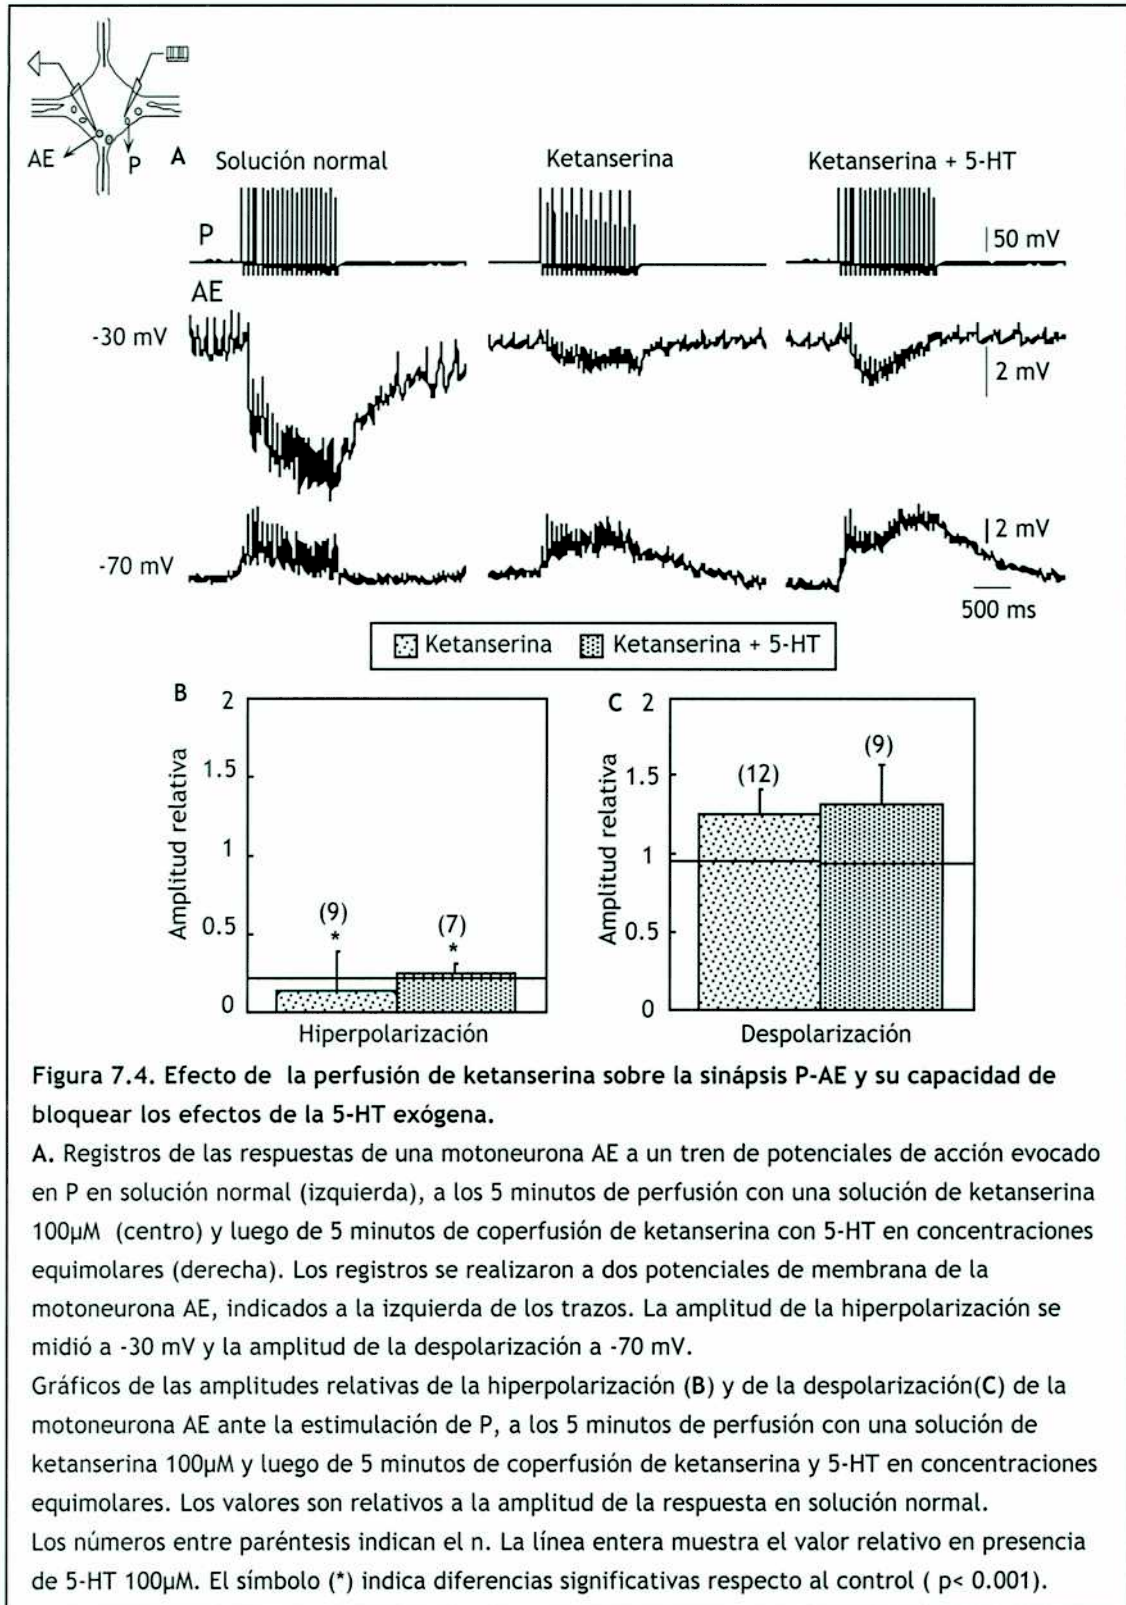 AE P
A Solución normal Ketanserina Ketanserina + 5-HT
P 50 mV
AE
-30 mV
2 mV
2 mV
-70 mV
500 ms
Ketanserina Ketanserina + 5-HT
B C
2 2
1.5 1.5
1 1
0.5 0.5
0 0
Amplitud relativa Amplitud relativa
(9) (7) (12) (9)
* *
Hiperpolarización Despolarización
Figura 7.4. Efecto de la perfusión de ketanserina sobre la sinápsis P-AE y su capacidad de
bloquear los efectos de la 5-HT exógena.
A. Registros de las respuestas de una motoneurona AE a un tren de potenciales de acción evocado
en P en solución normal (izquierda), a los 5 minutos de perfusión con una solución de ketanserina
100µM (centro) y luego de 5 minutos de coperfusión de ketanserina con 5-HT en concentraciones
equimolares (derecha). Los registros se realizaron a dos potenciales de membrana de la
motoneurona AE, indicados a la izquierda de los trazos. La amplitud de la hiperpolarización se
midió a -30 mV y la amplitud de la despolarización a -70 mV.
Gráficos de las amplitudes relativas de la hiperpolarización (B) y de la despolarización(C) de la
motoneurona AE ante la estimulación de P, a los 5 minutos de perfusión con una solución de
ketanserina 100µM y luego de 5 minutos de coperfusión de ketanserina y 5-HT en concentraciones
equimolares. Los valores son relativos a la amplitud de la respuesta en solución normal.
Los números entre paréntesis indican el n. La línea entera muestra el valor relativo en presencia
de 5-HT 100µM. El símbolo (*) indica diferencias significativas respecto al control ( p< 0.001).